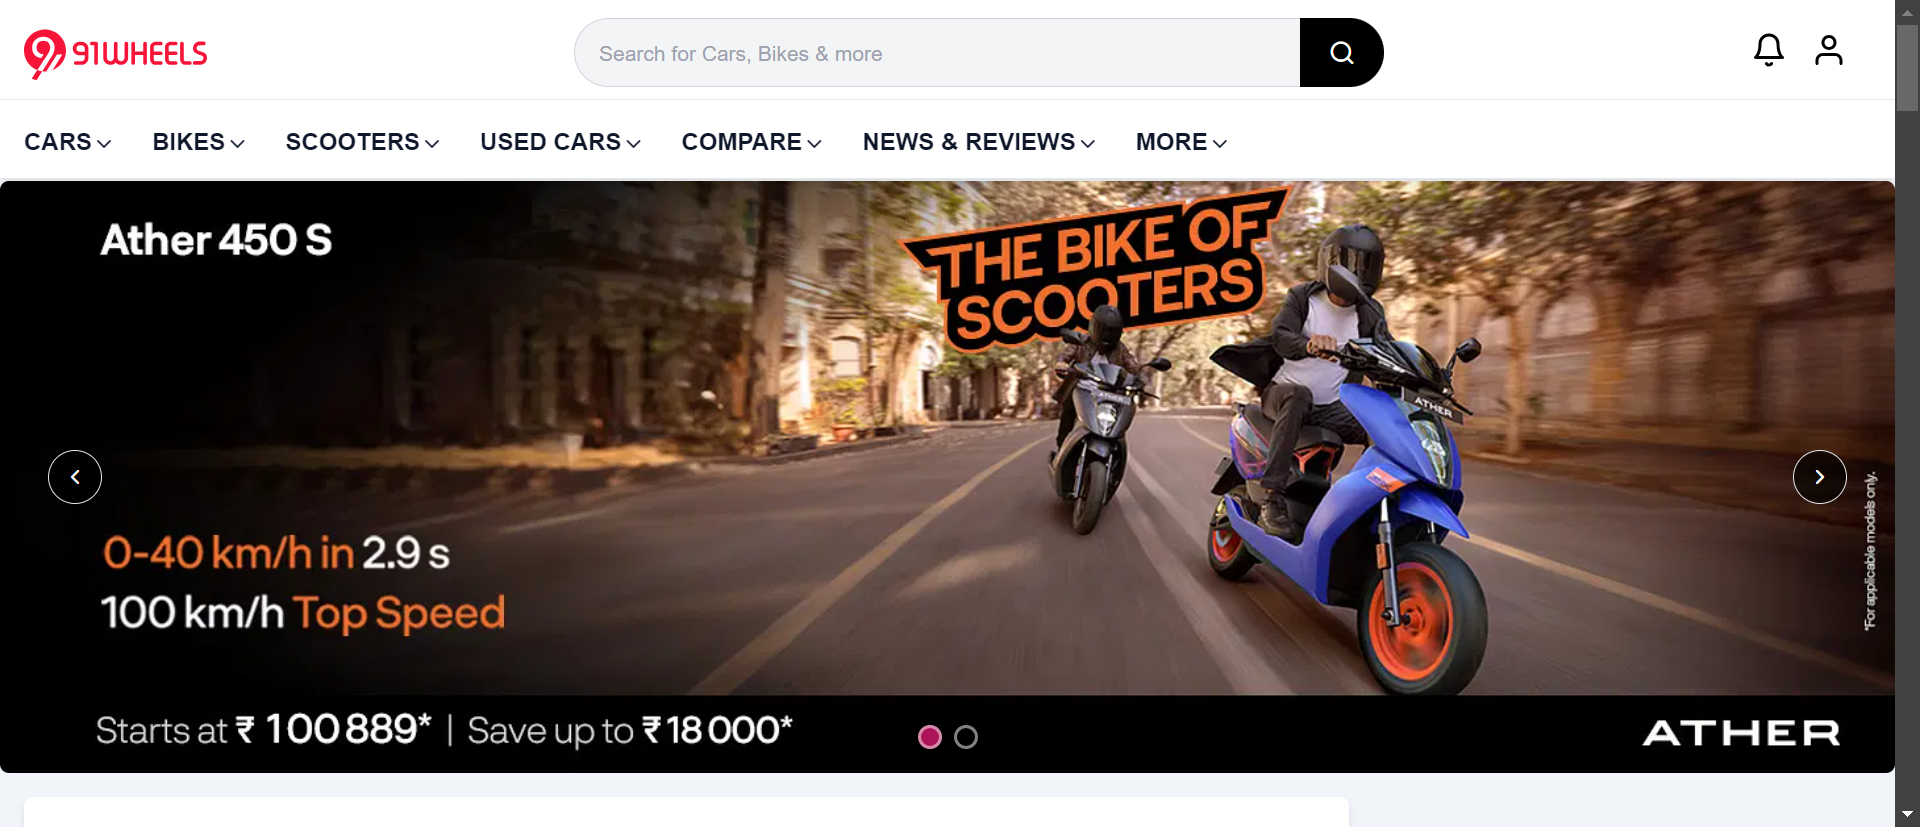 91WHEELS
Search for Cars, Bikes & more
CARS BIKES SCOOTERS USED CARS COMPARE NEWS & REVIEWS MORE
Ather 450 S
THE BIKE OF
SCOOTERS
ATHER
ATHER
0-40 km/h in 2.9 s
100 km/h Top Speed
*For applicable models only.
Starts at ₹ 100 889* | Save up to ₹ 18 000*
ATHER